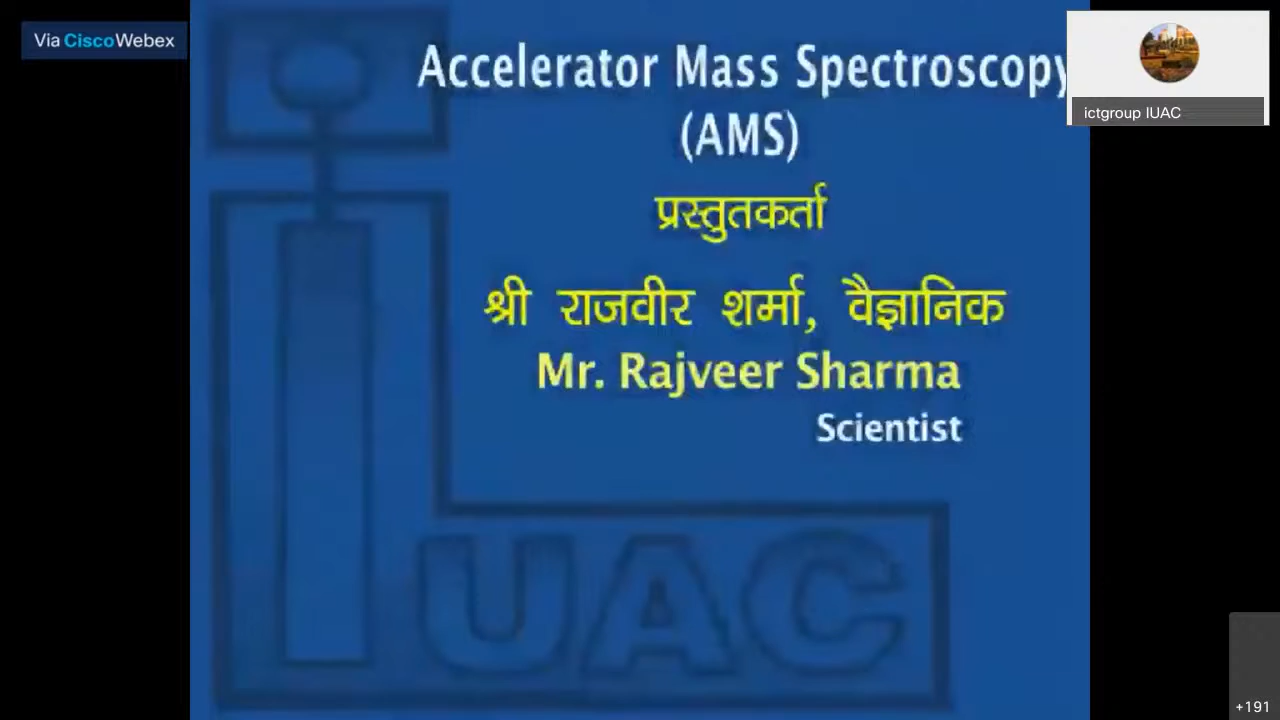 Via CiscoWebex
Accelerator Mass Spectroscopy
(AMS)
प्रस्तुतकर्ता
श्री राजवीर शर्मा, वैज्ञानिक
Mr. Rajveer Sharma
Scientist
UAC
ictgroup IUAC
+191